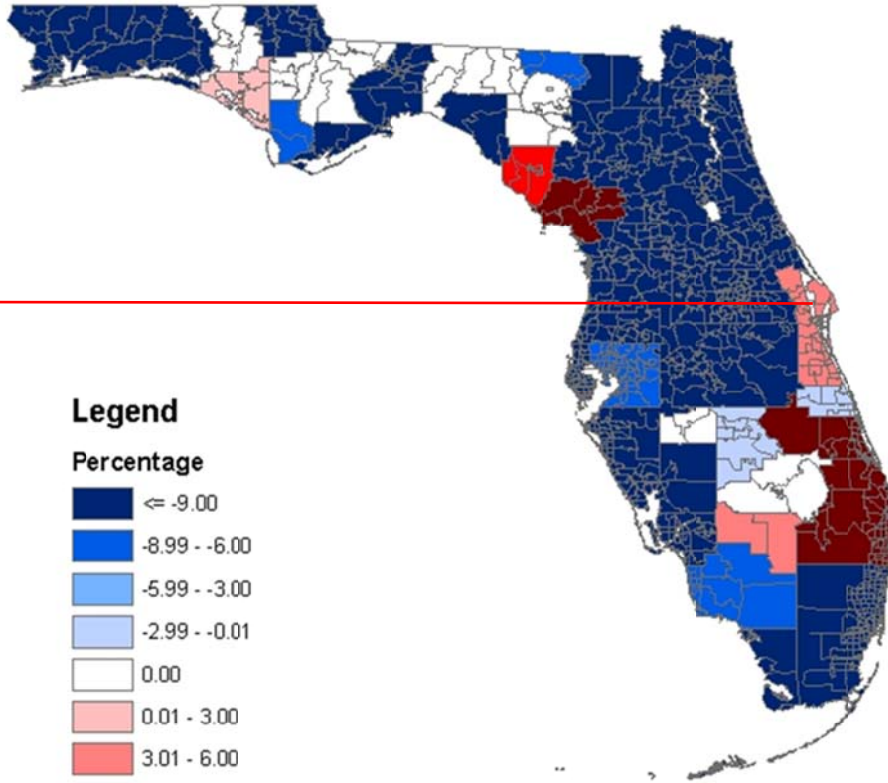 Legend
Percentage
<= -9.00
-8.99 - -6.00
-5.99 - -3.00
-2.99 - -0.01
0.00
0.01 - 3.00
3.01 - 6.00